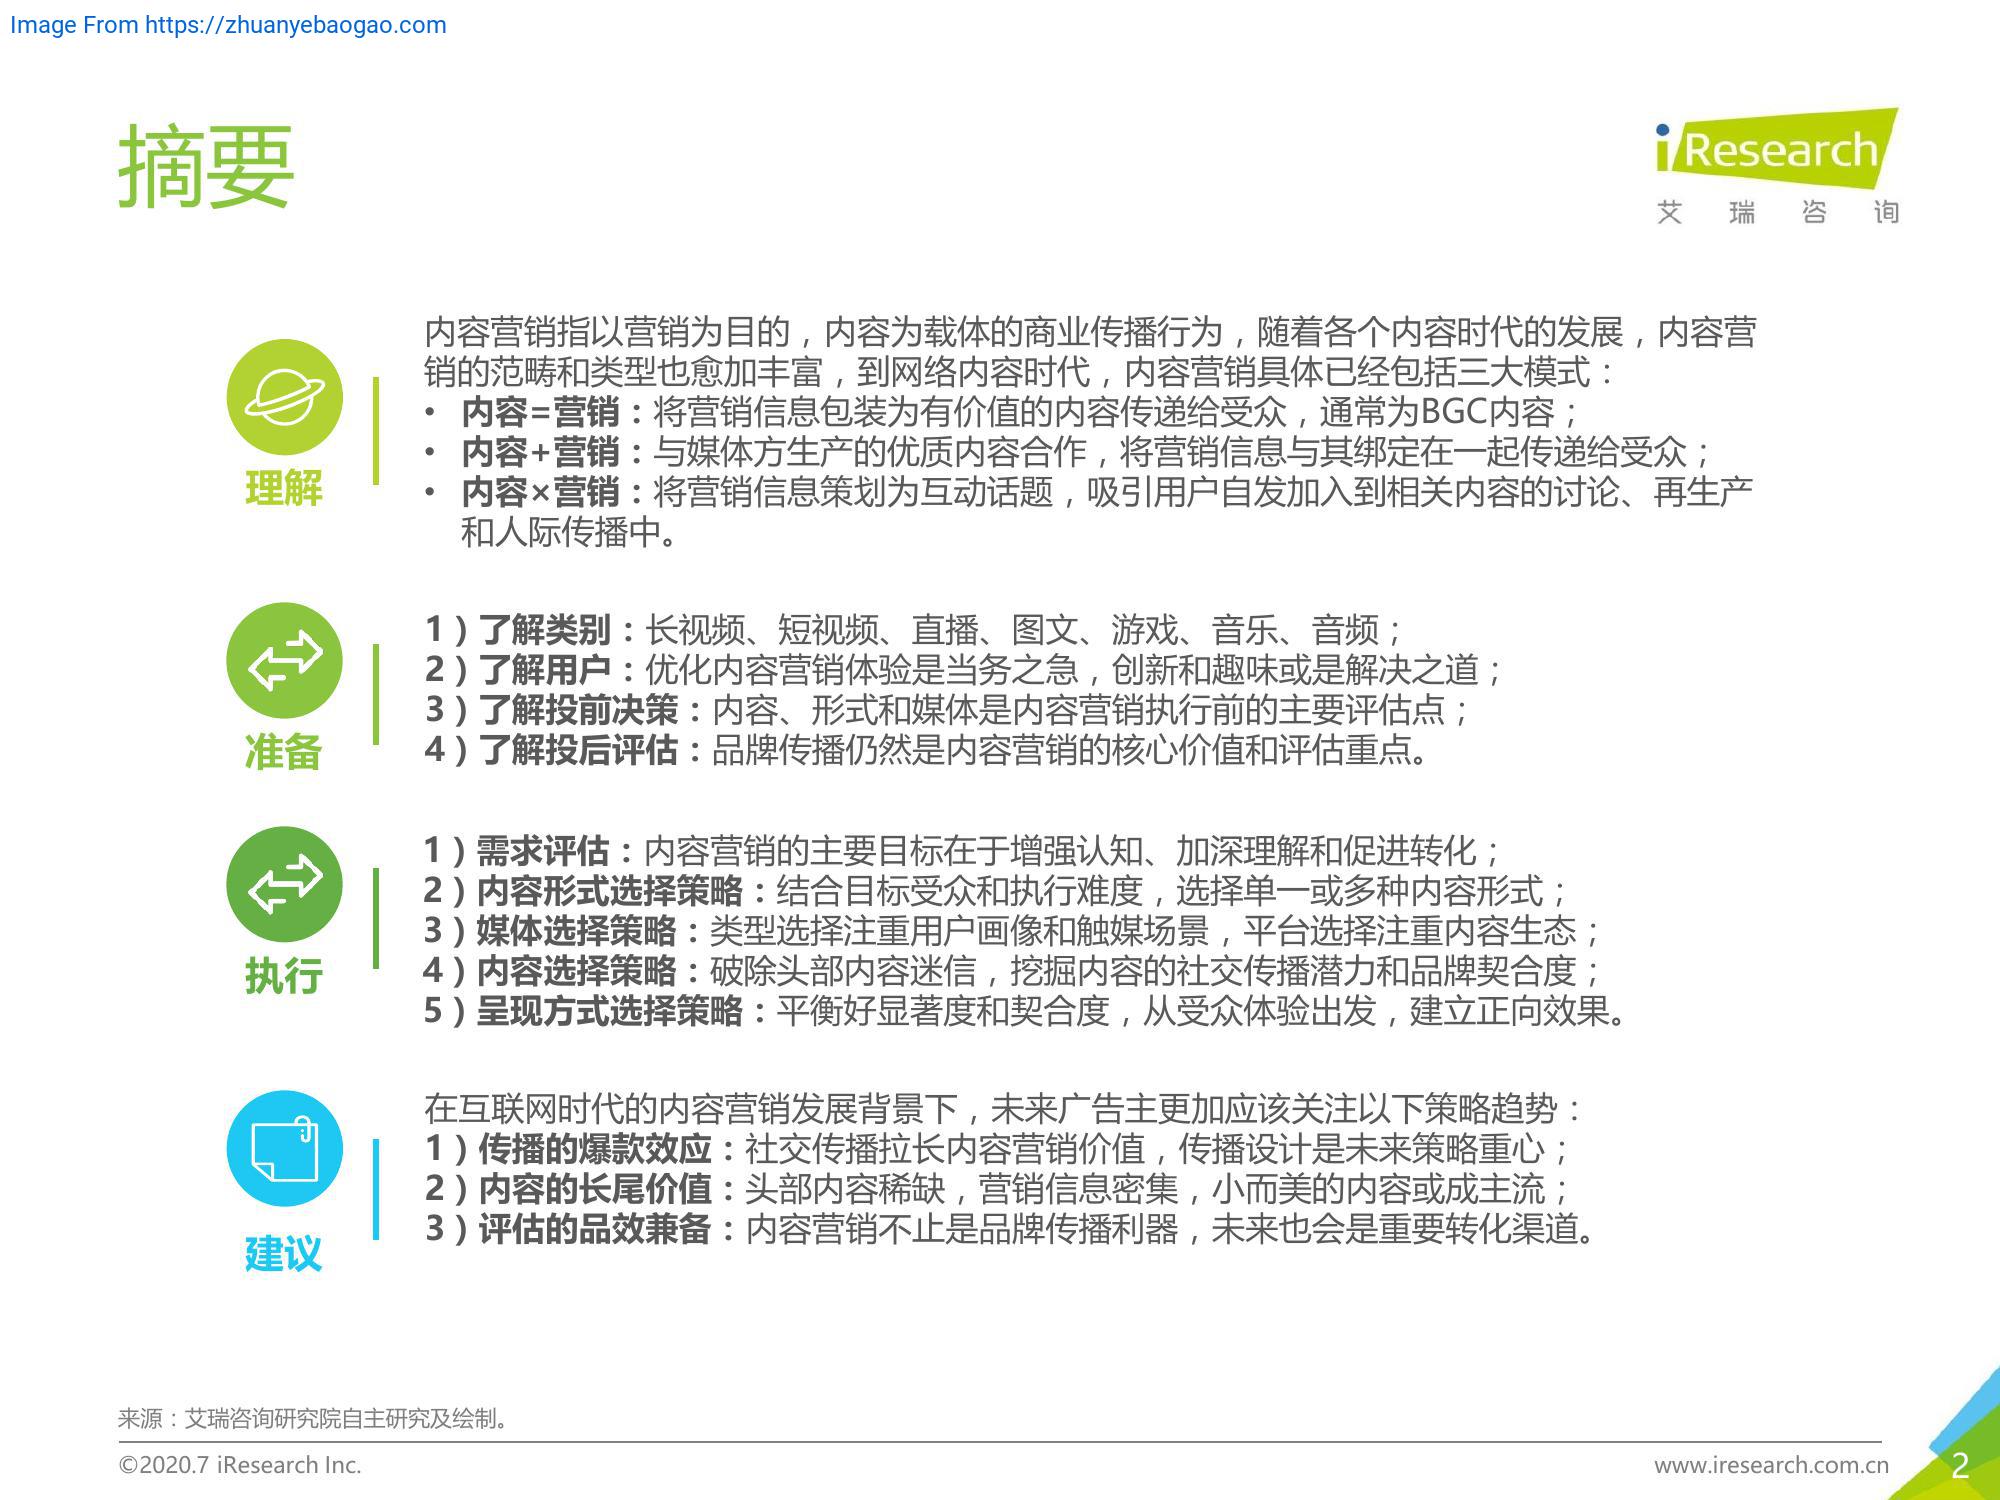 Image From https://zhuanyebaogao.com
摘要
iResearch
艾瑞咨询
内容营销指以营销为目的，内容为载体的商业传播行为，随着各个内容时代的发展，内容营
销的范畴和类型也愈加丰富，到网络内容时代，内容营销具体已经包括三大模式：
• 内容=营销：将营销信息包装为有价值的内容传递给受众，通常为BGC内容；
• 内容+营销：与媒体方生产的优质内容合作，将营销信息与其绑定在一起传递给受众；
• 内容×营销：将营销信息策划为互动话题，吸引用户自发加入到相关内容的讨论、再生产
和人际传播中。
理解
1）了解类别：长视频、短视频、直播、图文、游戏、音乐、音频；
2）了解用户：优化内容营销体验是当务之急，创新和趣味或是解决之道；
3）了解投前决策：内容、形式和媒体是内容营销执行前的主要评估点；
4）了解投后评估：品牌传播仍然是内容营销的核心价值和评估重点。
准备
1）需求评估：内容营销的主要目标在于增强认知、加深理解和促进转化；
2）内容形式选择策略：结合目标受众和执行难度，选择单一或多种内容形式；
3）媒体选择策略：类型选择注重用户画像和触媒场景，平台选择注重内容生态；
4）内容选择策略：破除头部内容迷信，挖掘内容的社交传播潜力和品牌契合度；
5）呈现方式选择策略：平衡好显著度和契合度，从受众体验出发，建立正向效果。
执行
在互联网时代的内容营销发展背景下，未来广告主更加应该关注以下策略趋势：
1）传播的爆款效应：社交传播拉长内容营销价值，传播设计是未来策略重心；
2）内容的长尾价值：头部内容稀缺，营销信息密集，小而美的内容或成主流；
3）评估的品效兼备：内容营销不止是品牌传播利器，未来也会是重要转化渠道。
建议
来源：艾瑞咨询研究院自主研究及绘制。
©2020.7 iResearch Inc.
www.iresearch.com.cn
2